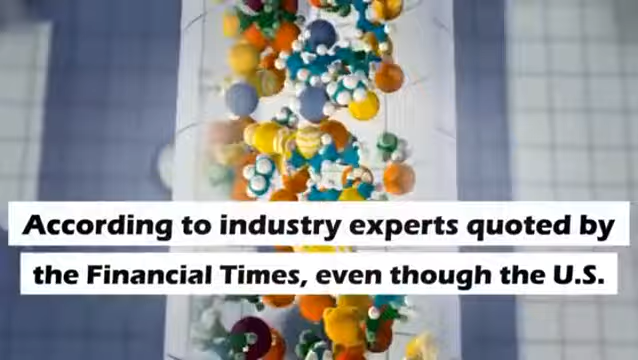 According to industry experts quoted by
the Financial Times, even though the U.S.